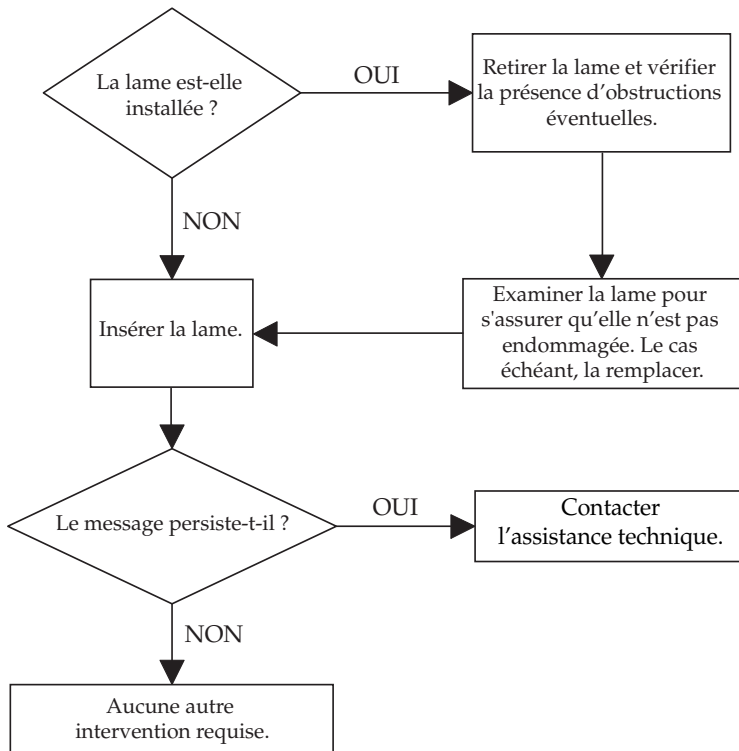 La lame est-elle
installée ?
OUI
Retirer la lame et vérifier
la présence d’obstructions
éventuelles.
NON
Insérer la lame.
Examiner la lame pour
s'assurer qu’elle n’est pas
endommagée. Le cas
échéant, la remplacer.
Le message persiste-t-il ?
OUI
Contacter
l’assistance technique.
NON
Aucune autre
intervention requise.